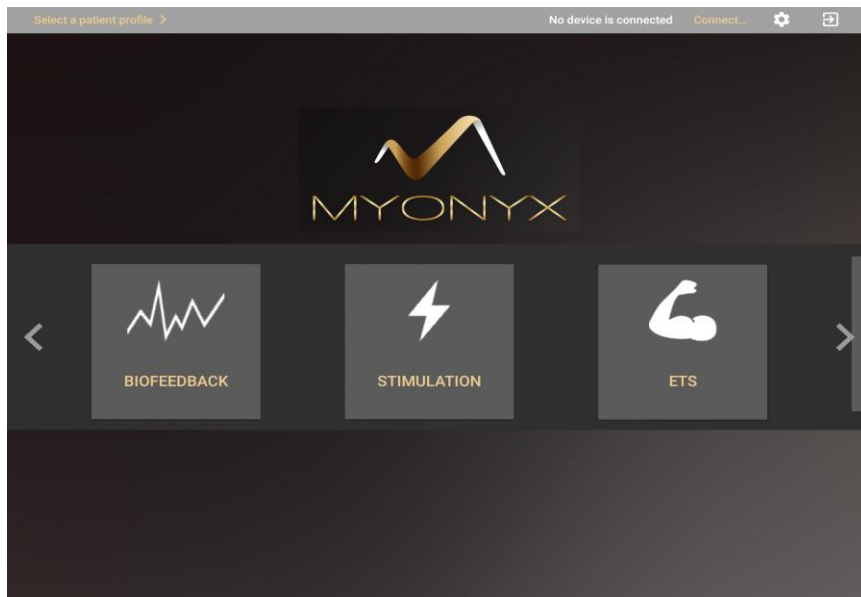 Select a patient profile >
No device is connected Connect...
MYONYX
BIOFEEDBACK
STIMULATION
ETS